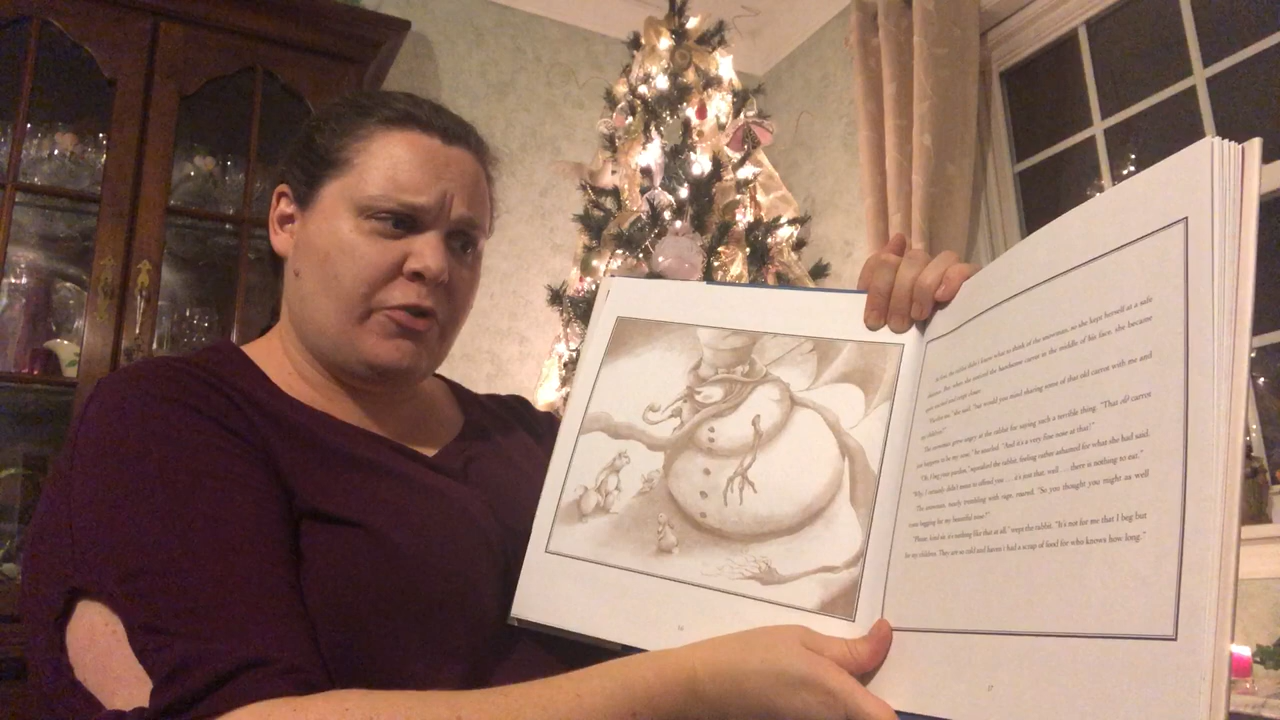 At first, the rabbit didn't know what to think of the snowman, so she kept herself at a safe
distance. But when she noticed the handsome carrot in the middle of his face, she became
quite excited and crept closer.
"Excuse me," she said, "but would you mind sharing some of that old carrot with me and
my children?"
The snowman grew angry at the rabbit for saying such a terrible thing. "That old carrot
just happens to be my nose," he snarled. "And it's a very fine nose at that!"
"Oh, I beg your pardon," apologized the rabbit, feeling rather ashamed for what she had said.
"Why, I certainly didn't mean to offend you . . . it's just that, well . . . there is nothing to eat."
The snowman, nearly trembling with rage, roared, "So you thought you might as well
come begging for my beautiful nose?"
"Please, kind sir, it's nothing like that at all," wept the rabbit. "It's not for me that I beg but
for my children. They are so cold and haven't had a scrap of food for who knows how long."
16
17